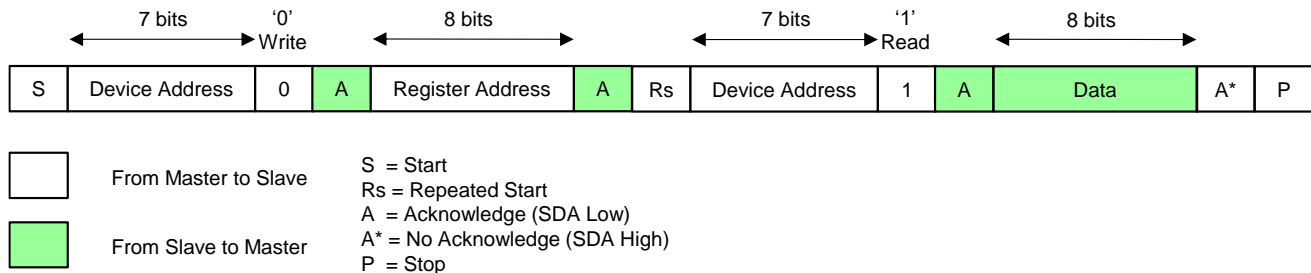 7 bits ‘0’ 8 bits 7 bits ‘1’ 8 bits
Write Read
S Device Address 0 A Register Address A Rs Device Address 1 A Data A* P
From Master to Slave
From Slave to Master
S = Start
Rs = Repeated Start
A = Acknowledge (SDA Low)
A* = No Acknowledge (SDA High)
P = Stop